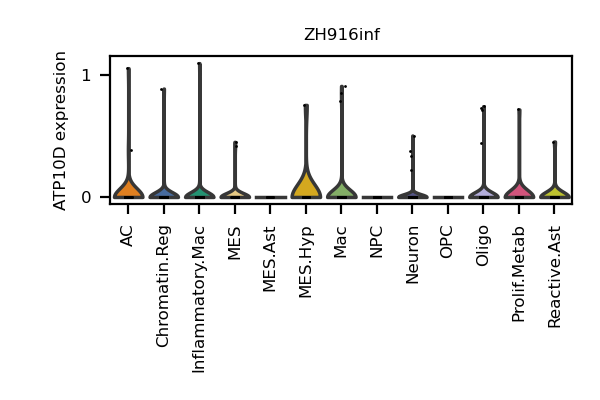 ZH916inf
ATP10D expression
1
0
AC
Chromatin.Reg
Inflammatory.Mac
MES
MES.Ast
MES.Hyp
Mac
NPC
Neuron
OPC
Oligo
Prolif.Metab
Reactive.Ast